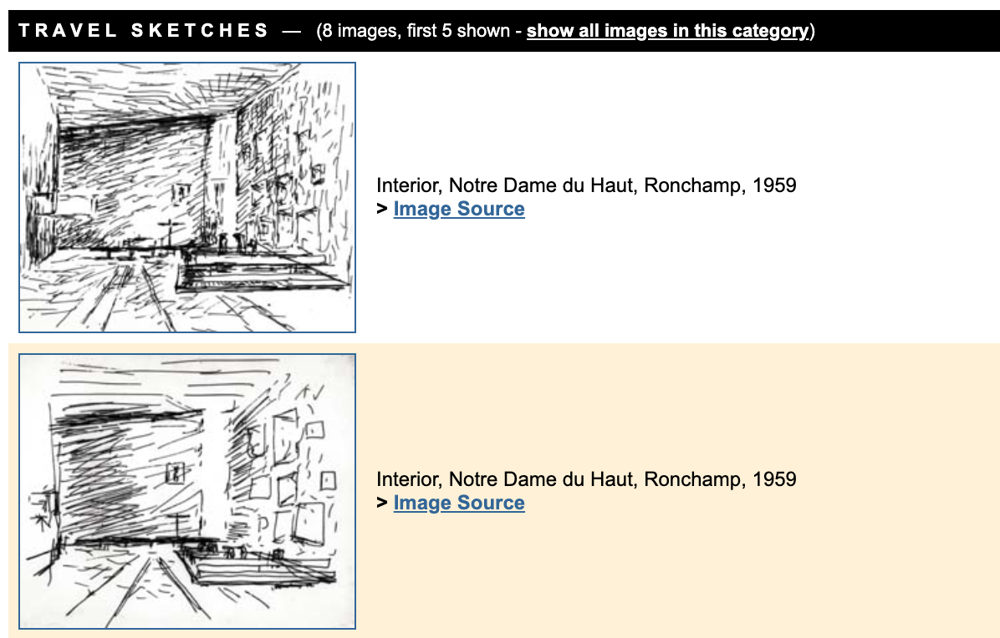 TRAVEL SKETCHES — (8 images, first 5 shown - show all images in this category)
Interior, Notre Dame du Haut, Ronchamp, 1959
> Image Source
Interior, Notre Dame du Haut, Ronchamp, 1959
> Image Source